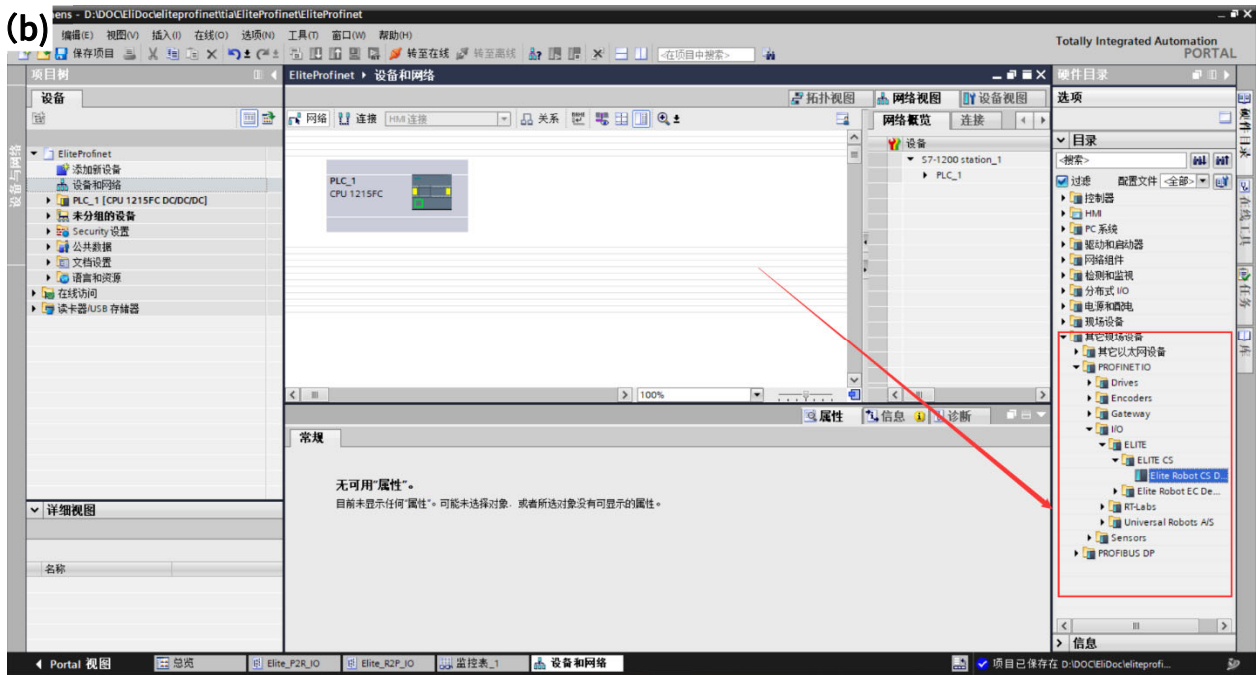 (b)
ens - D:\DOC\EliDoc\eliteprofinet\tia\EliteProfinet\EliteProfinet
编辑(E) 视图(V) 插入(I) 在线(O) 选项(N) 工具(T) 窗口(W) 帮助(H)
Totally Integrated Automation
PORTAL
保存项目 转至在线 转至离线 <在项目中搜索>
项目树
设备
设备与网络
EliteProfinet
添加新设备
设备和网络
PLC_1 [CPU 1215FC DC/DC/DC]
未分组的设备
Security 设置
公共数据
文档设置
语言和资源
在线访问
读卡器/USB 存储器
详细视图
名称
EliteProfinet ▸ 设备和网络
拓扑视图 网络视图 设备视图
网络 连接 HMI 连接 关系
网络概览 连接
PLC_1
CPU 1215FC
设备
S7-1200 station_1
PLC_1
100%
属性 信息 诊断
常规
无可用“属性”。
目前未显示任何“属性”。可能未选择对象，或者所选对象没有可显示的属性。
硬件目录
选项
目录
<搜索>
过滤 配置文件 <全部>
控制器
HMI
PC 系统
驱动和启动器
网络组件
检测和监视
分布式 I/O
电源和配电
现场设备
其它现场设备
其它以太网设备
PROFINET IO
Drives
Encoders
Gateway
I/O
ELITE
ELITE CS
Elite Robot CS D...
Elite Robot EC De...
RT-Labs
Universal Robots A/S
Sensors
PROFIBUS DP
信息
硬件目录
在线工具
任务
库
Portal 视图 总览 Elite_P2R_IO Elite_R2P_IO 监控表_1 设备和网络
项目已保存在 D:\DOC\EliDoc\eliteprofi...